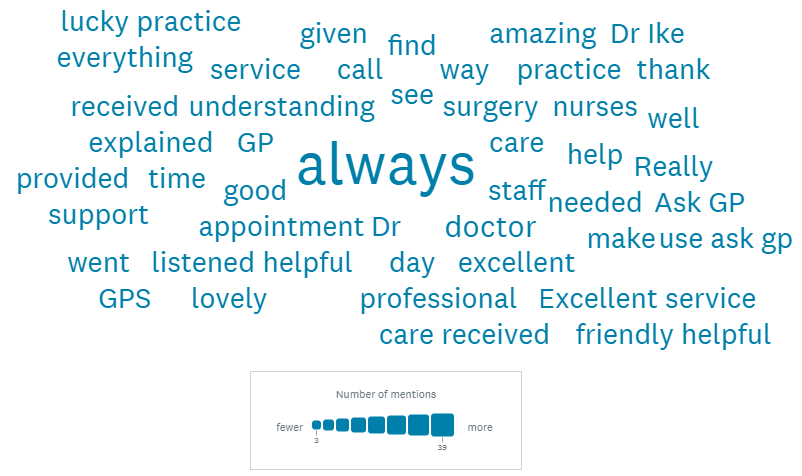 lucky practice
given find amazing Dr Ike
everything service call way practice thank
received understanding see surgery nurses well
explained GP always care help Really
provided time good staff needed Ask GP
support appointment Dr doctor make use ask gp
went listened helpful day excellent
GPS lovely professional Excellent service
care received friendly helpful
Number of mentions
fewer more
3 39